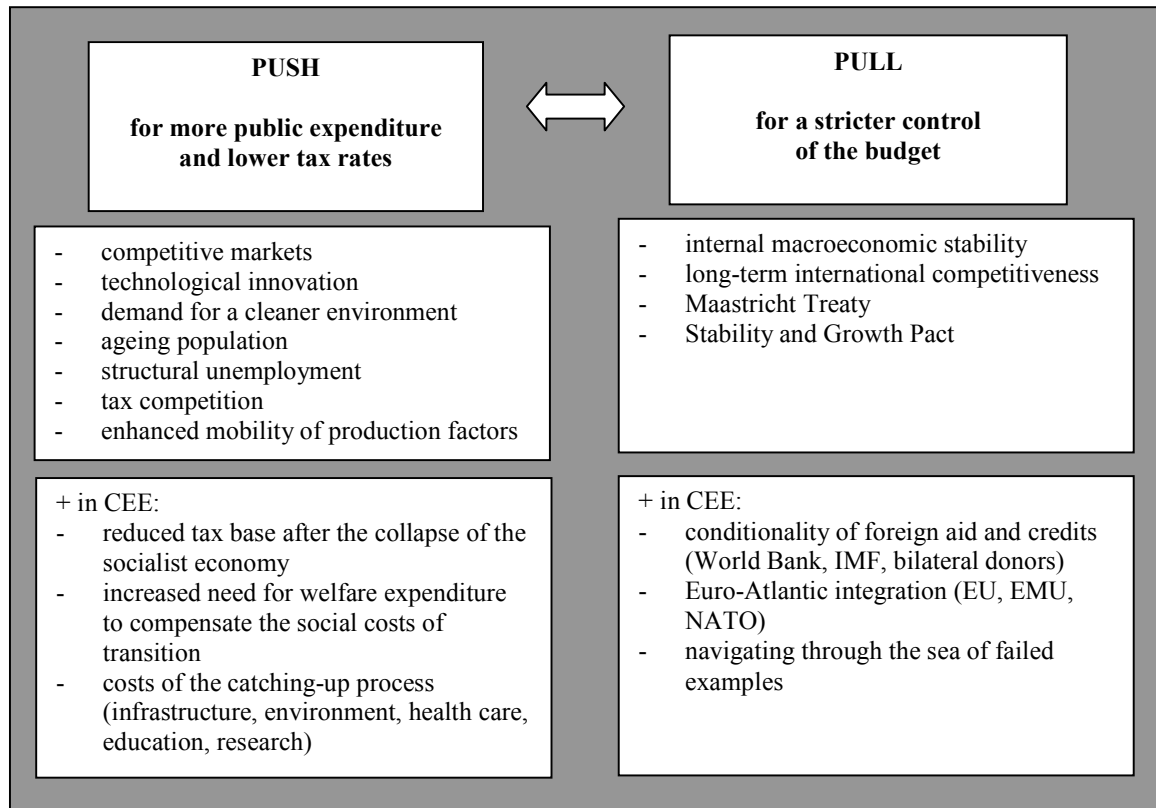 PUSH
for more public expenditure
and lower tax rates
PULL
for a stricter control
of the budget
- competitive markets
- technological innovation
- demand for a cleaner environment
- ageing population
- structural unemployment
- tax competition
- enhanced mobility of production factors
- internal macroeconomic stability
- long-term international competitiveness
- Maastricht Treaty
- Stability and Growth Pact
+ in CEE:
- reduced tax base after the collapse of the
socialist economy
- increased need for welfare expenditure
to compensate the social costs of
transition
- costs of the catching-up process
(infrastructure, environment, health care,
education, research)
+ in CEE:
- conditionality of foreign aid and credits
(World Bank, IMF, bilateral donors)
- Euro-Atlantic integration (EU, EMU,
NATO)
- navigating through the sea of failed
examples